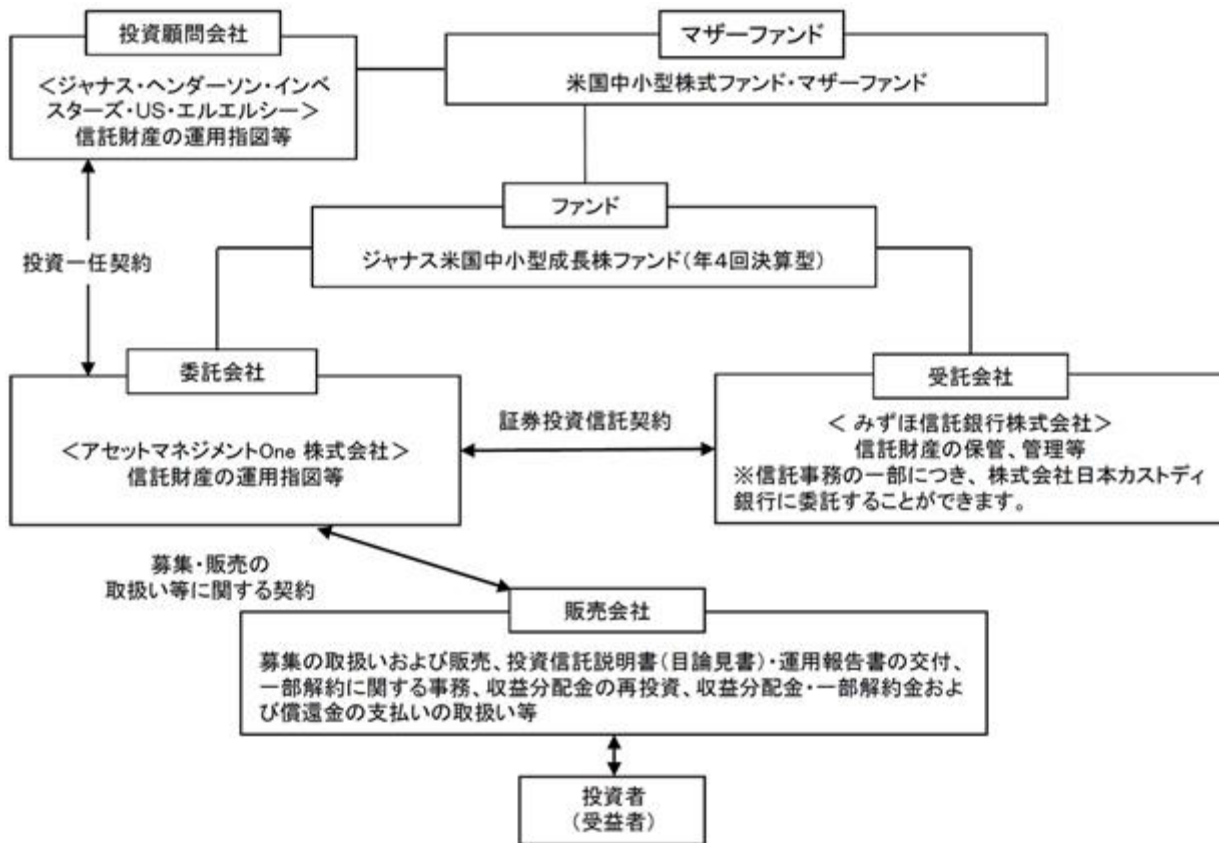 投資顧問会社
<ジャナス・ヘンダーソン・インベ
スターズ・US・エルエルシー>
信託財産の運用指図等
マザーファンド
米国中小型株式ファンド・マザーファンド
ファンド
ジャナス米国中小型成長株ファンド(年4回決算型)
投資一任契約
委託会社
<アセットマネジメントOne 株式会社>
信託財産の運用指図等
証券投資信託契約
受託会社
< みずほ信託銀行株式会社>
信託財産の保管、管理等
※信託事務の一部につき、株式会社日本カストディ
銀行に委託することができます。
募集・販売の
取扱い等に関する契約
販売会社
募集の取扱いおよび販売、投資信託説明書(目論見書)・運用報告書の交付、
一部解約に関する事務、収益分配金の再投資、収益分配金・一部解約金およ
び償還金の支払いの取扱い等
投資者
(受益者)